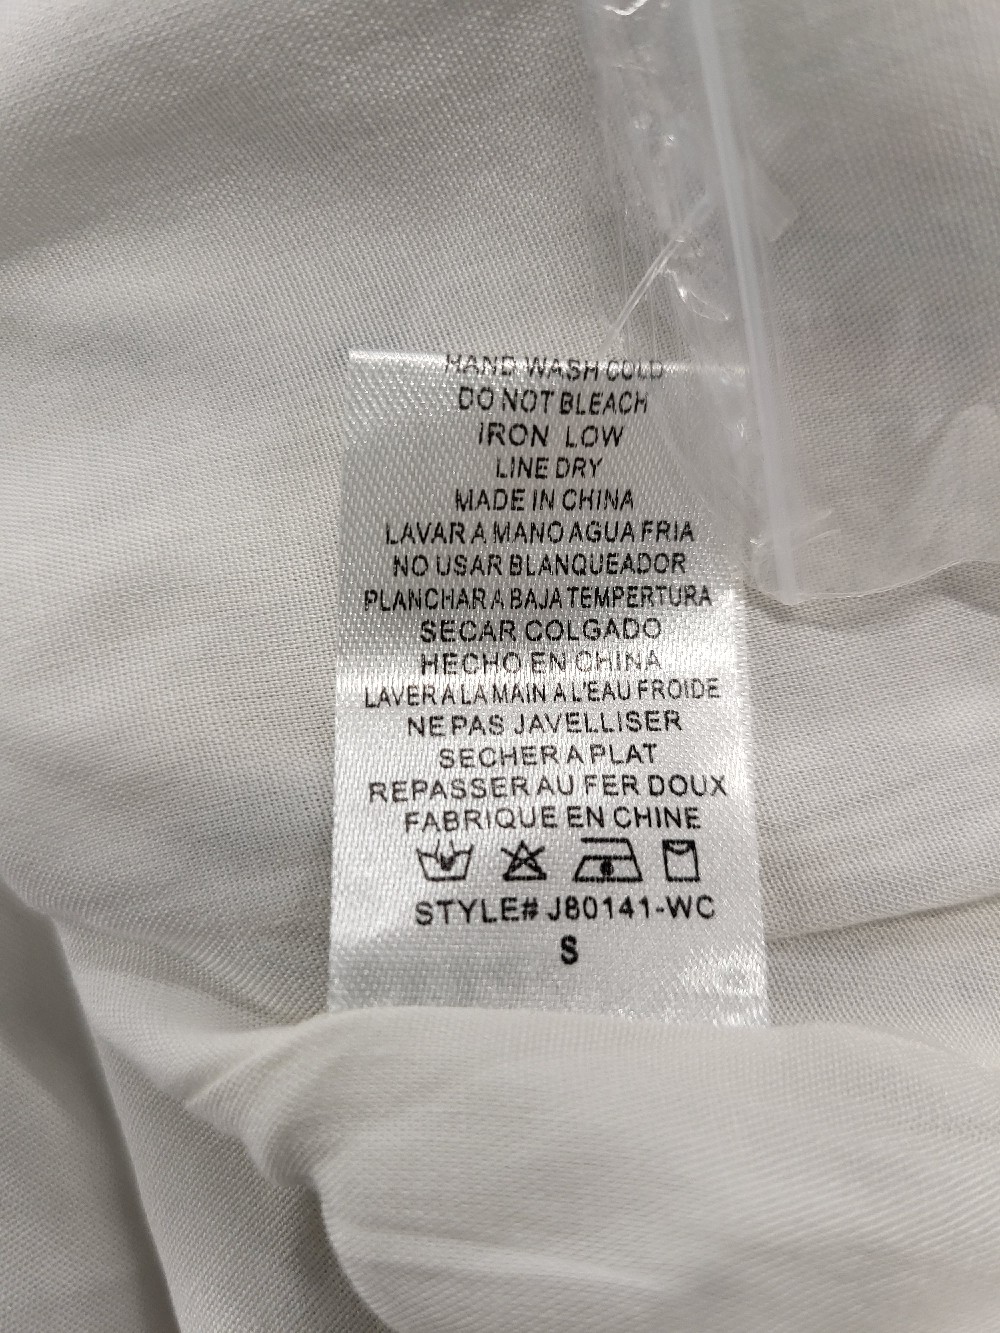 HAND WASH COLD
DO NOT BLEACH
IRON LOW
LINE DRY
MADE IN CHINA
LAVAR A MANO AGUA FRIA
NO USAR BLANQUEADOR
PLANCHAR A BAJA TEMPERTURA
SECAR COLGADO
HECHO EN CHINA
LAVER A LA MAIN A L'EAU FROIDE
NE PAS JAVELLISER
SECHER A PLAT
REPASSER AU FER DOUX
FABRIQUE EN CHINE
STYLE# J80141-WC
S